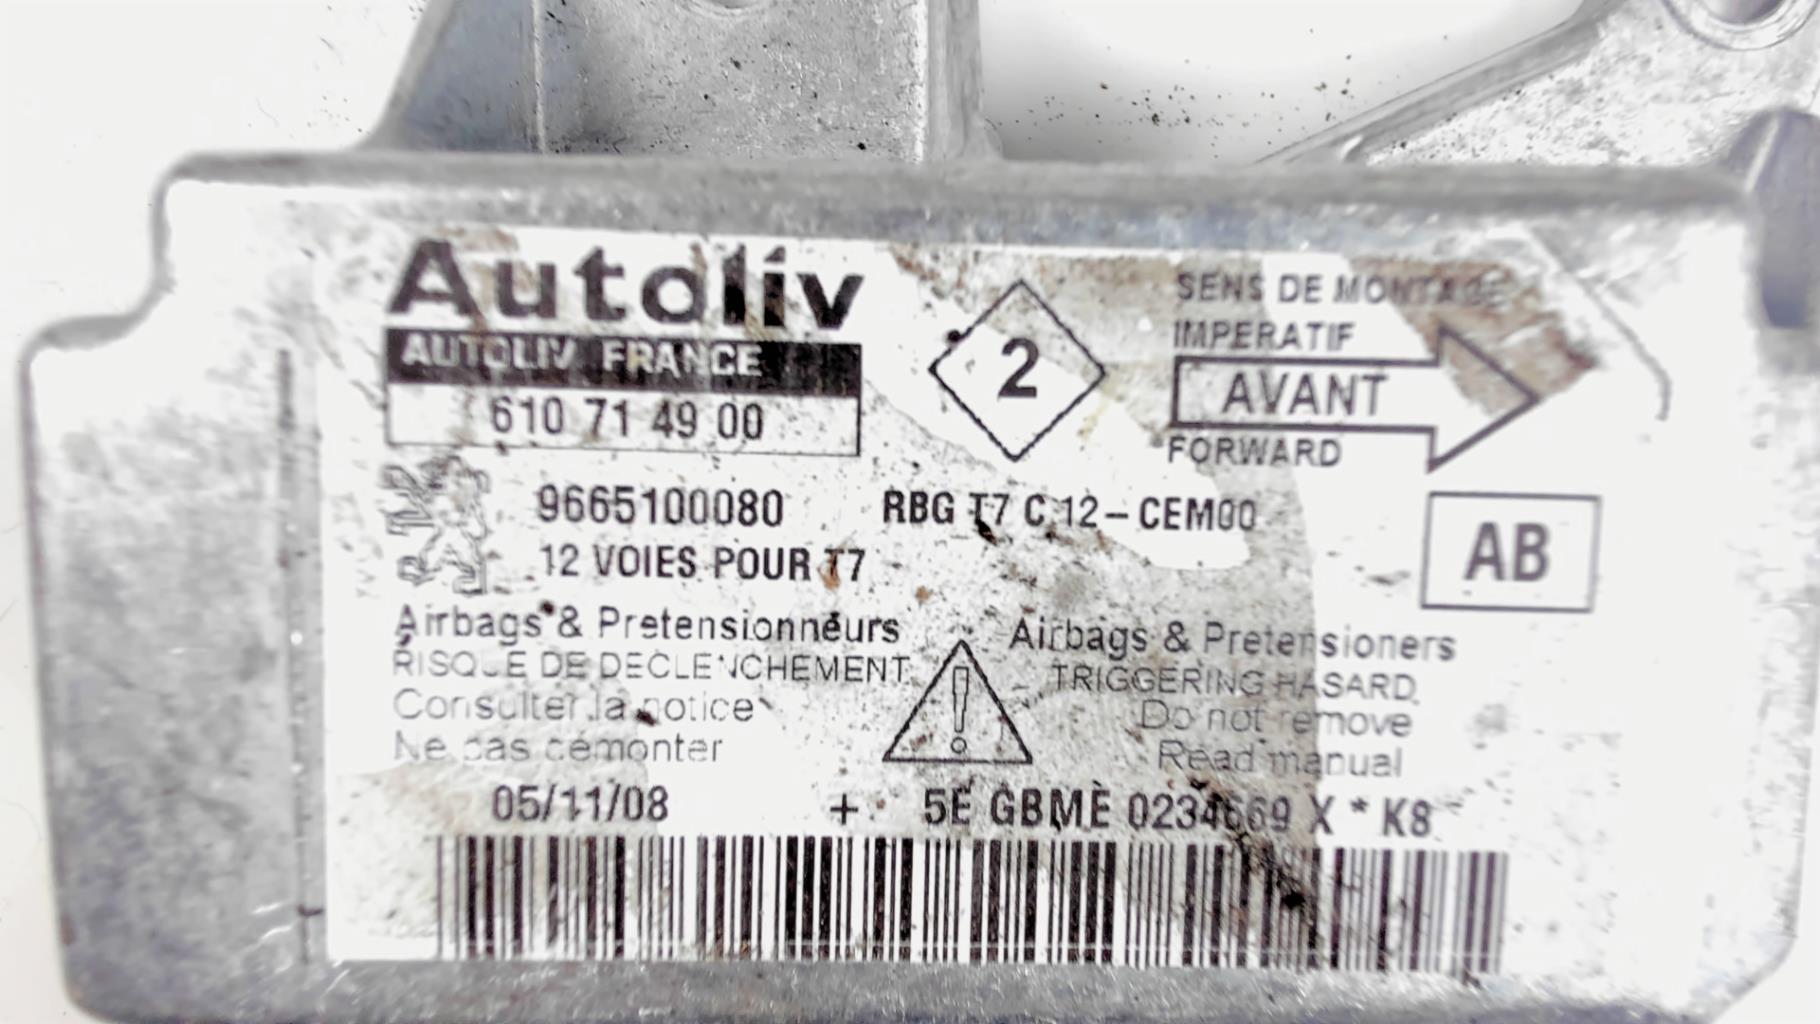 Autoliv
AUTOLIV FRANCE
610 71 49 00
2
SENS DE MONTAGE
IMPERATIF
AVANT
FORWARD
9665100080
RBG T7 C 12-CEM00
12 VOIES POUR T7
AB
Airbags & Pretensionneurs
RISQUE DE DECLENCHEMENT
Consulter la notice
Ne pas démonter
!
Airbags & Pretensioners
TRIGGERING HASARD
Do not remove
Read manual
05/11/08 + 5E GBME 0234669 X * K8